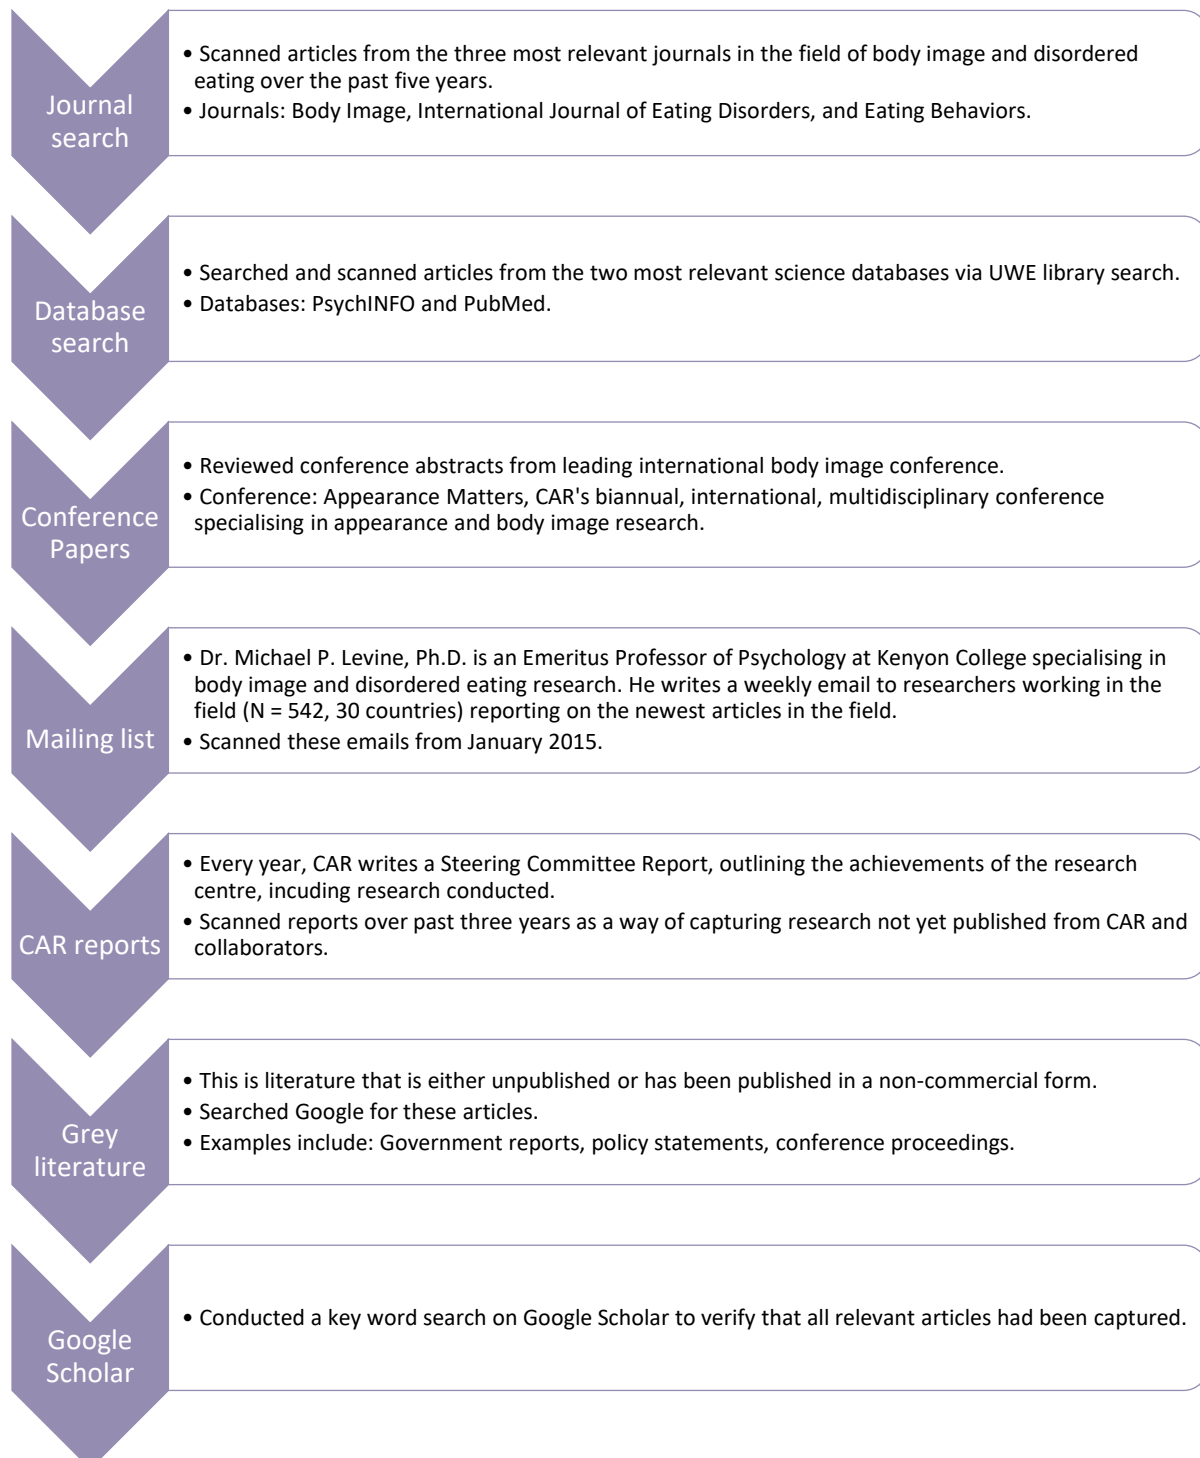 Journal
search
• Scanned articles from the three most relevant journals in the field of body image and disordered
eating over the past five years.
• Journals: Body Image, International Journal of Eating Disorders, and Eating Behaviors.
Database
search
• Searched and scanned articles from the two most relevant science databases via UWE library search.
• Databases: PsychINFO and PubMed.
Conference
Papers
• Reviewed conference abstracts from leading international body image conference.
• Conference: Appearance Matters, CAR's biannual, international, multidisciplinary conference
specialising in appearance and body image research.
Mailing list
• Dr. Michael P. Levine, Ph.D. is an Emeritus Professor of Psychology at Kenyon College specialising in
body image and disordered eating research. He writes a weekly email to researchers working in the
field (N = 542, 30 countries) reporting on the newest articles in the field.
• Scanned these emails from January 2015.
CAR reports
• Every year, CAR writes a Steering Committee Report, outlining the achievements of the research
centre, incuding research conducted.
• Scanned reports over past three years as a way of capturing research not yet published from CAR and
collaborators.
Grey
literature
• This is literature that is either unpublished or has been published in a non-commercial form.
• Searched Google for these articles.
• Examples include: Government reports, policy statements, conference proceedings.
Google
Scholar
• Conducted a key word search on Google Scholar to verify that all relevant articles had been captured.